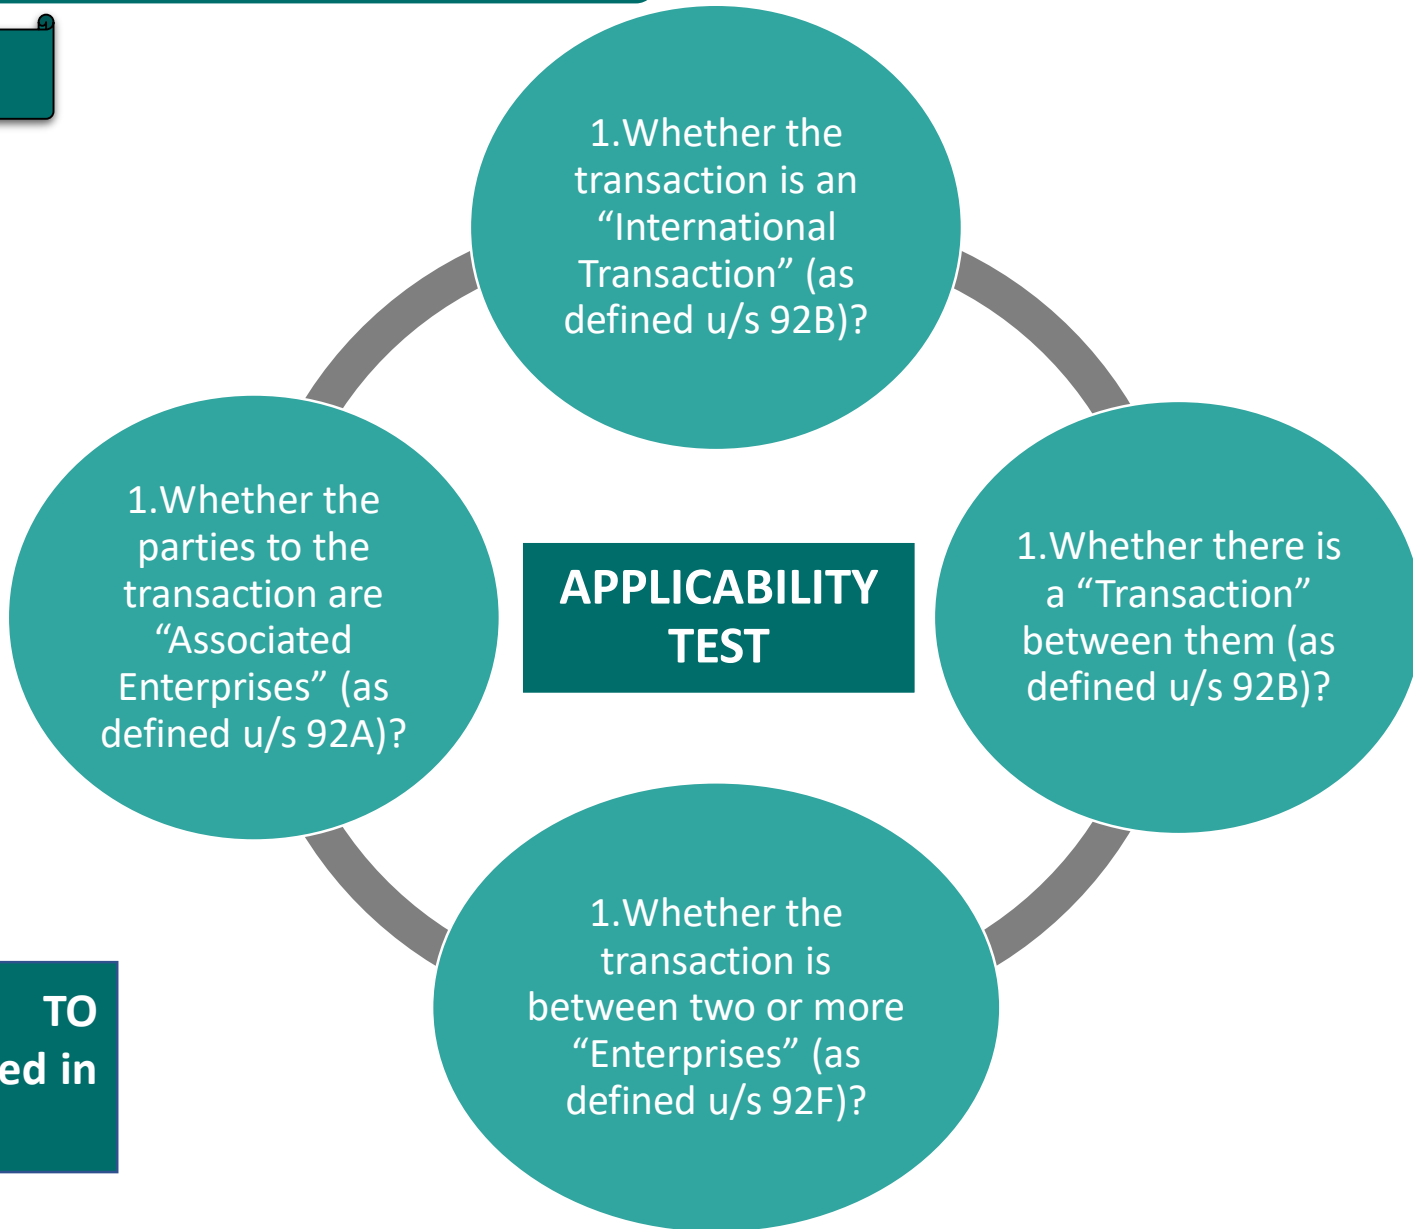 1.Whether the
transaction is an
“International
Transaction” (as
defined u/s 92B)?
1.Whether the
parties to the
transaction are
“Associated
Enterprises” (as
defined u/s 92A)?
APPLICABILITY
TEST
1.Whether there is
a “Transaction”
between them (as
defined u/s 92B)?
1.Whether the
transaction is
between two or more
“Enterprises” (as
defined u/s 92F)?
TO
ed in